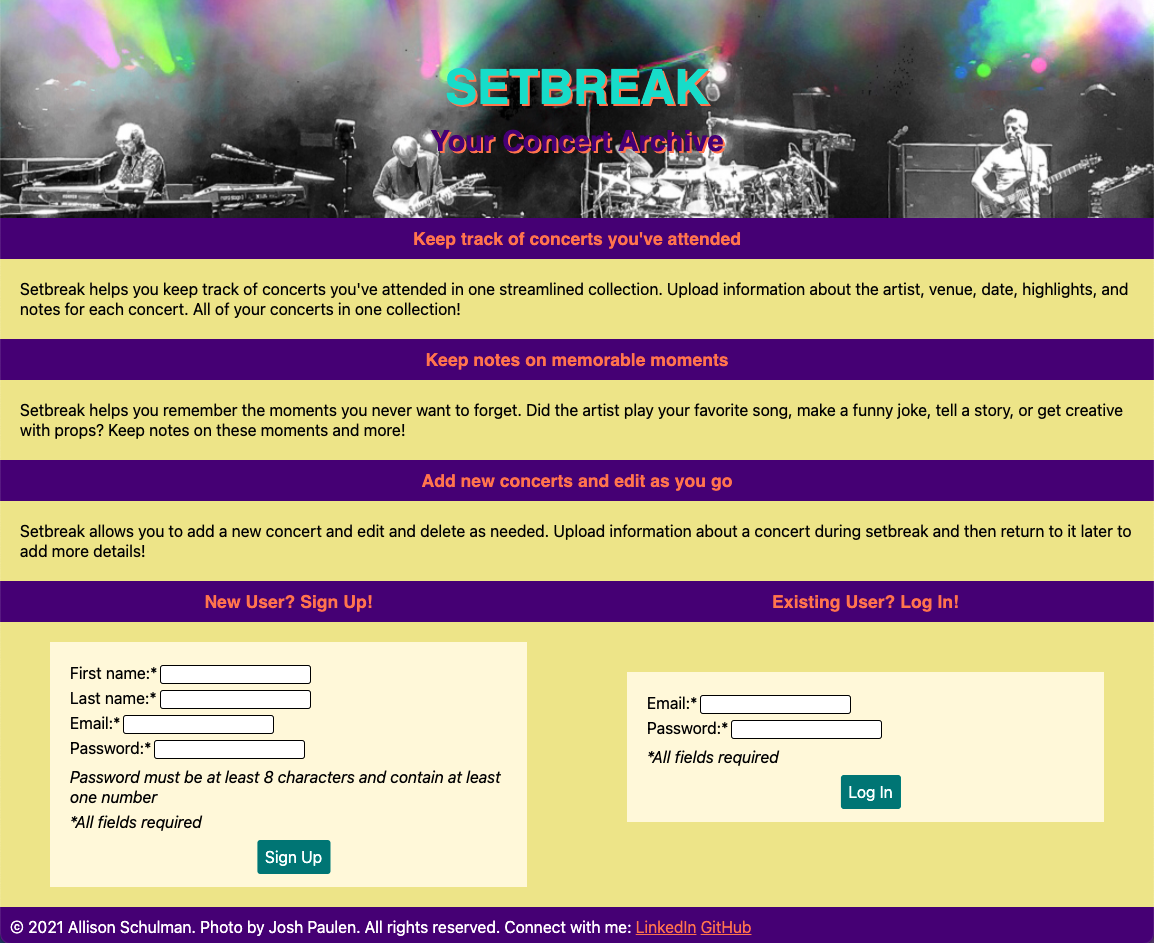 SETBREAK
Your Concert Archive
Keep track of concerts you've attended
Setbreak helps you keep track of concerts you've attended in one streamlined collection. Upload information about the artist, venue, date, highlights, and
notes for each concert. All of your concerts in one collection!
Keep notes on memorable moments
Setbreak helps you remember the moments you never want to forget. Did the artist play your favorite song, make a funny joke, tell a story, or get creative
with props? Keep notes on these moments and more!
Add new concerts and edit as you go
Setbreak allows you to add a new concert and edit and delete as needed. Upload information about a concert during setbreak and then return to it later to
add more details!
New User? Sign Up!
First name:*
Last name:*
Email:*
Password:*
Password must be at least 8 characters and contain at least
one number
*All fields required
Sign Up
Existing User? Log In!
Email:*
Password:*
*All fields required
Log In
© 2021 Allison Schulman. Photo by Josh Paulen. All rights reserved. Connect with me: LinkedIn GitHub